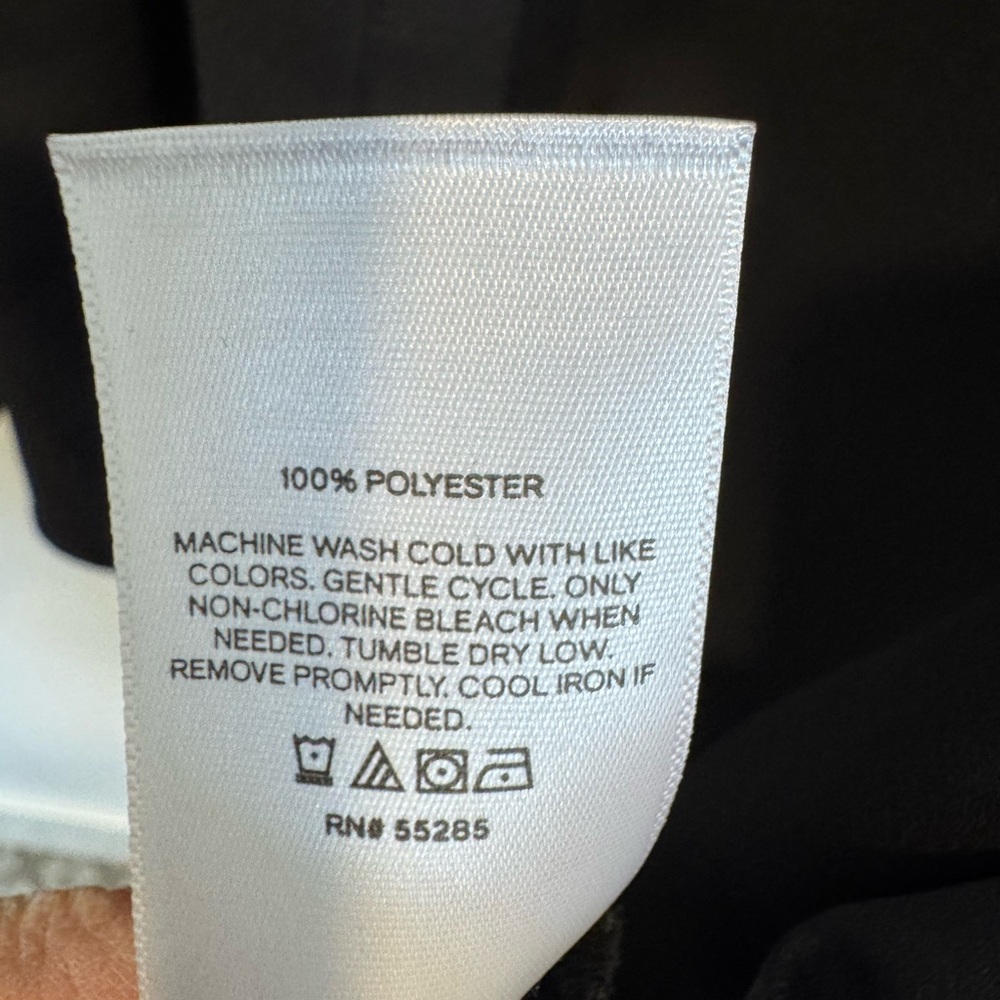 100% POLYESTER
MACHINE WASH COLD WITH LIKE
COLORS. GENTLE CYCLE. ONLY
NON-CHLORINE BLEACH WHEN
NEEDED. TUMBLE DRY LOW.
REMOVE PROMPTLY. COOL IRON IF
NEEDED.
RN# 55285